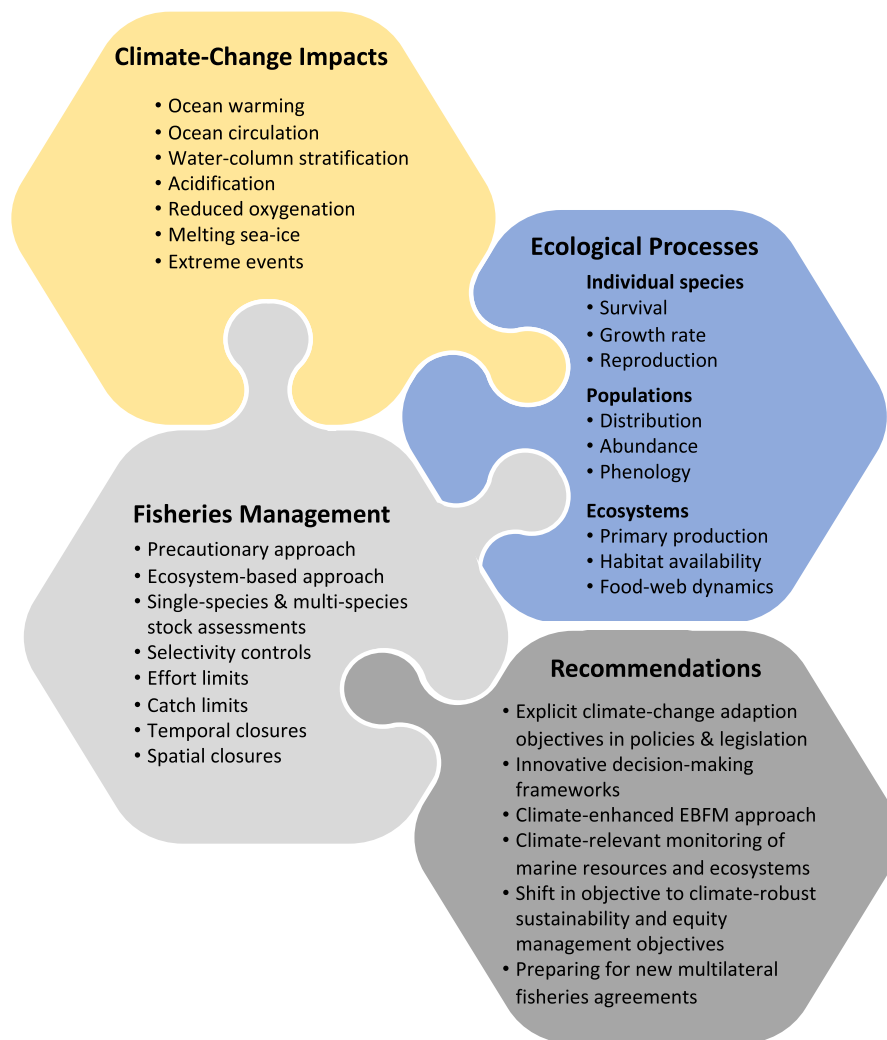 Climate-Change Impacts
• Ocean warming
• Ocean circulation
• Water-column stratification
• Acidification
• Reduced oxygenation
• Melting sea-ice
• Extreme events
Ecological Processes
Individual species
• Survival
• Growth rate
• Reproduction
Populations
• Distribution
• Abundance
• Phenology
Ecosystems
• Primary production
• Habitat availability
• Food-web dynamics
Fisheries Management
• Precautionary approach
• Ecosystem-based approach
• Single-species & multi-species
stock assessments
• Selectivity controls
• Effort limits
• Catch limits
• Temporal closures
• Spatial closures
Recommendations
• Explicit climate-change adaption
objectives in policies & legislation
• Innovative decision-making
frameworks
• Climate-enhanced EBFM approach
• Climate-relevant monitoring of
marine resources and ecosystems
• Shift in objective to climate-robust
sustainability and equity
management objectives
• Preparing for new multilateral
fisheries agreements